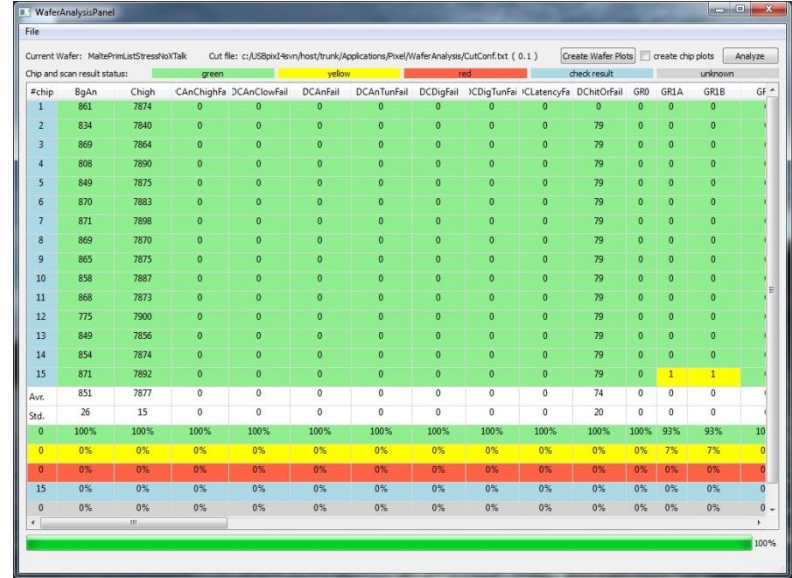 WaferAnalysisPanel
File
Current Wafer: MaltePrimListStressNoXTalk Cut file: c:/USBpixI4svn/host/trunk/Applications/Pixel/WaferAnalysis/CutConf.txt ( 0.1 ) Create Wafer Plots create chip plots Analyze
Chip and scan result status: green yellow red check result unknown
#chip BgAn Chigh CAnChighFa DCAnClowFail DCAnFail DCAnTunFail DCDigFail DCDigTunFai CLatencyFa DChitOrFail GR0 GR1A GR1B GF
1 861 7874 0 0 0 0 0 0 0 0 0 0 0
2 834 7840 0 0 0 0 0 0 0 79 0 0 0
3 869 7864 0 0 0 0 0 0 0 79 0 0 0
4 808 7890 0 0 0 0 0 0 0 79 0 0 0
5 849 7875 0 0 0 0 0 0 0 79 0 0 0
6 870 7883 0 0 0 0 0 0 0 79 0 0 0
7 871 7898 0 0 0 0 0 0 0 79 0 0 0
8 869 7870 0 0 0 0 0 0 0 79 0 0 0
9 865 7875 0 0 0 0 0 0 0 79 0 0 0
10 858 7887 0 0 0 0 0 0 0 79 0 0 0
11 868 7873 0 0 0 0 0 0 0 79 0 0 0
12 775 7900 0 0 0 0 0 0 0 79 0 0 0
13 849 7856 0 0 0 0 0 0 0 79 0 0 0
14 854 7874 0 0 0 0 0 0 0 79 0 0 0
15 871 7892 0 0 0 0 0 0 0 79 0 1 1
Avr. 851 7877 0 0 0 0 0 0 0 74 0 0 0
Std. 26 15 0 0 0 0 0 0 0 20 0 0 0
0 100% 100% 100% 100% 100% 100% 100% 100% 100% 100% 100% 93% 93% 10
0 0% 0% 0% 0% 0% 0% 0% 0% 0% 0% 0% 7% 7% 0
0 0% 0% 0% 0% 0% 0% 0% 0% 0% 0% 0% 0% 0% 0
15 0% 0% 0% 0% 0% 0% 0% 0% 0% 0% 0% 0% 0% 0
0 0% 0% 0% 0% 0% 0% 0% 0% 0% 0% 0% 0% 0% 0
100%